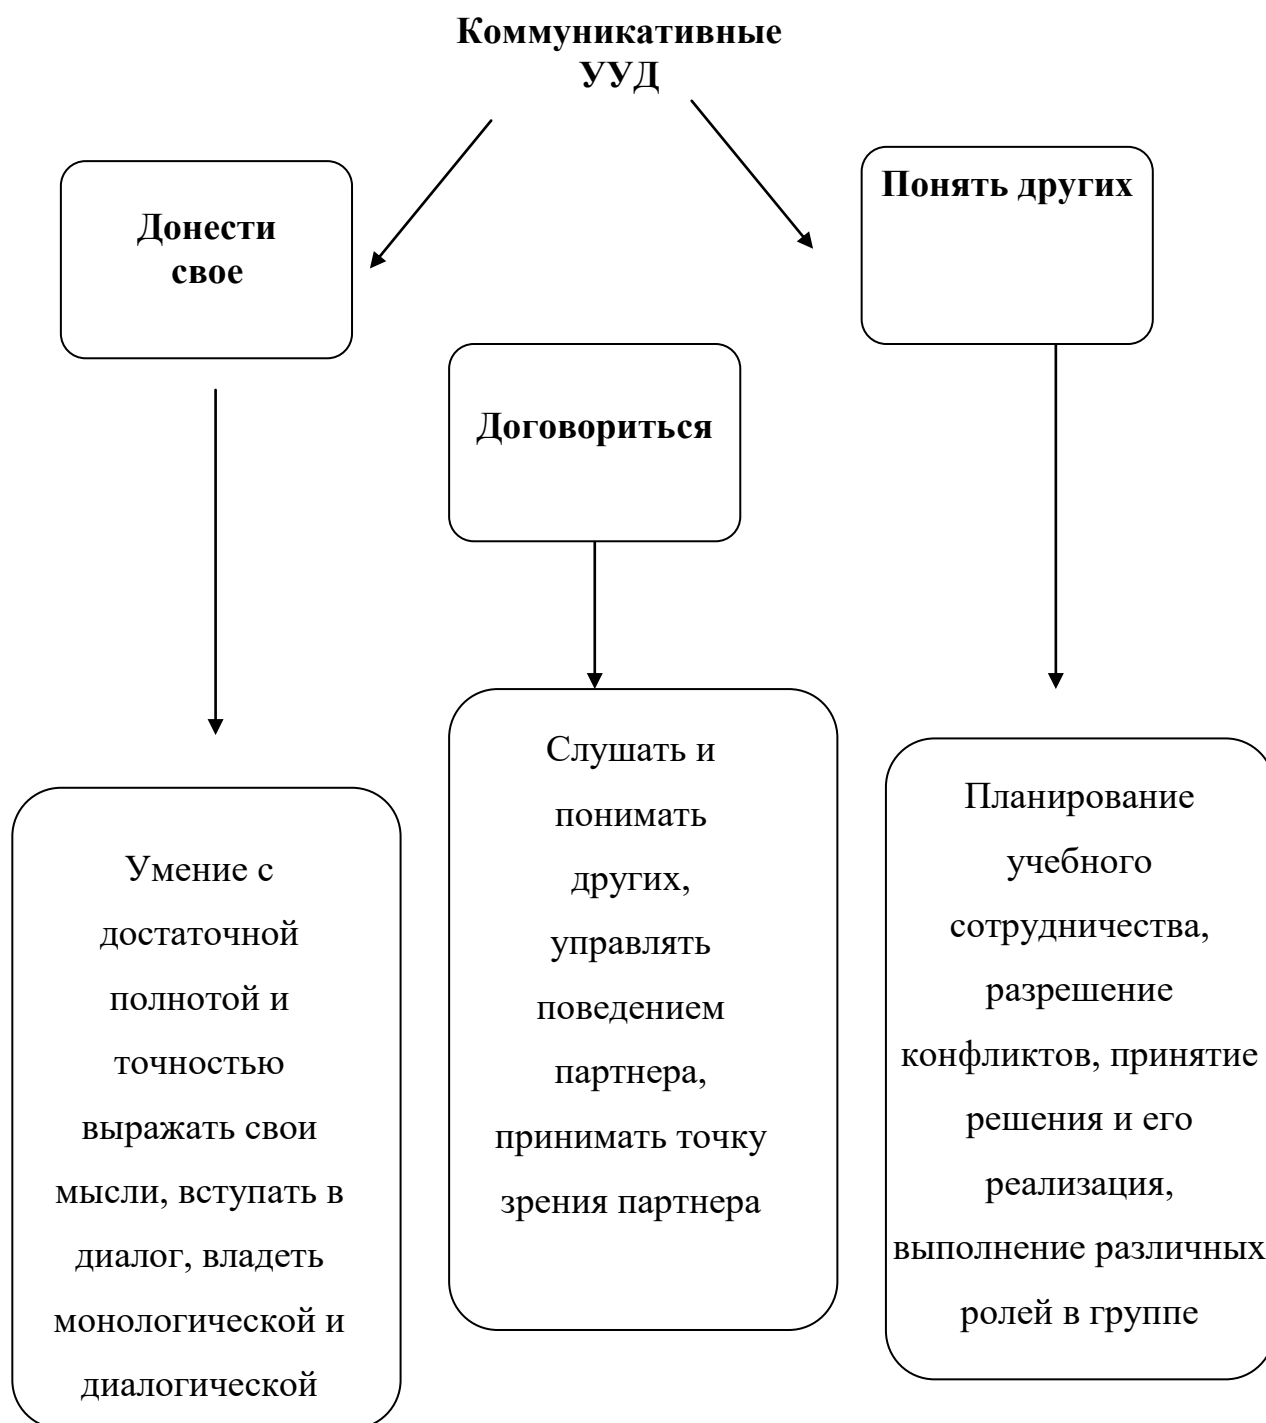 Коммуникативные
УУД
Донести
свое
Понять других
Договориться
Умение с
достаточной
полнотой и
точностью
выражать свои
мысли, вступать в
диалог, владеть
монологической и
диалогической
Слушать и
понимать
других,
управлять
поведением
партнера,
принимать точку
зрения партнера
Планирование
учебного
сотрудничества,
разрешение
конфликтов, принятие
решения и его
реализация,
выполнение различных
ролей в группе